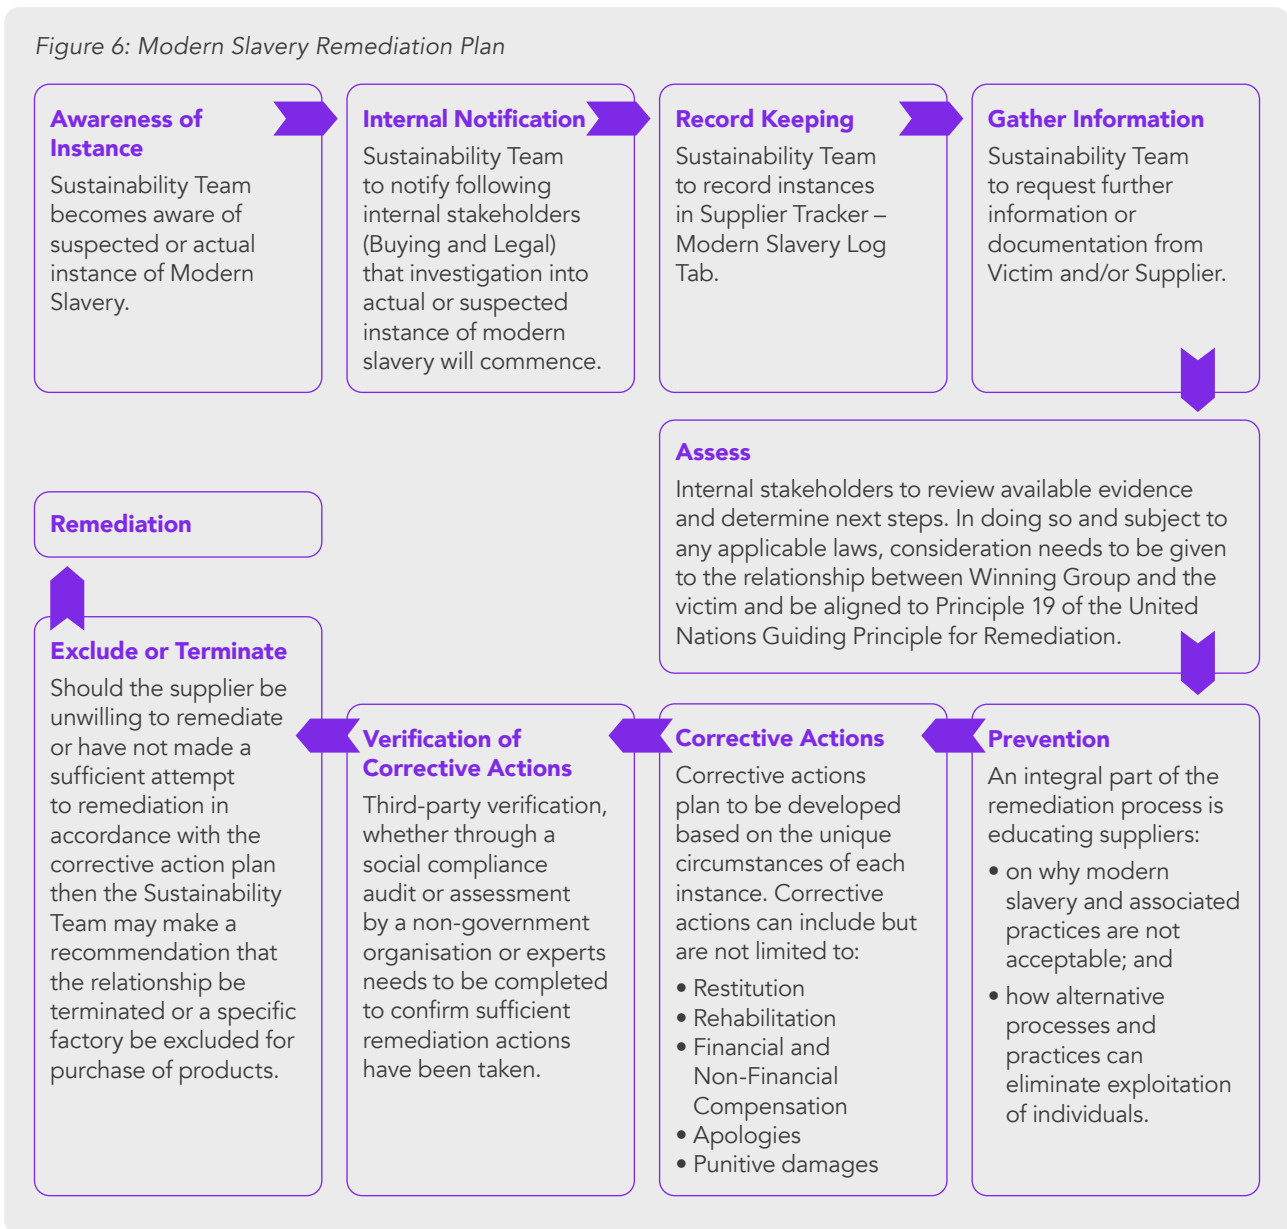 Figure 6: Modern Slavery Remediation Plan
Awareness of
Instance
Sustainability Team
becomes aware of
suspected or actual
instance of Modern
Slavery.
Internal Notification
Sustainability Team
to notify following
internal stakeholders
(Buying and Legal)
that investigation into
actual or suspected
instance of modern
slavery will commence.
Record Keeping
Sustainability Team
to record instances
in Supplier Tracker –
Modern Slavery Log
Tab.
Gather Information
Sustainability Team
to request further
information or
documentation from
Victim and/or Supplier.
Assess
Internal stakeholders to review available evidence
and determine next steps. In doing so and subject to
any applicable laws, consideration needs to be given
to the relationship between Winning Group and the
victim and be aligned to Principle 19 of the United
Nations Guiding Principle for Remediation.
Prevention
An integral part of the
remediation process is
educating suppliers:
• on why modern
slavery and associated
practices are not
acceptable; and
• how alternative
processes and
practices can
eliminate exploitation
of individuals.
Corrective Actions
Corrective actions
plan to be developed
based on the unique
circumstances of each
instance. Corrective
actions can include but
are not limited to:
• Restitution
• Rehabilitation
• Financial and
Non-Financial
Compensation
• Apologies
• Punitive damages
Verification of
Corrective Actions
Third-party verification,
whether through a
social compliance
audit or assessment
by a non-government
organisation or experts
needs to be completed
to confirm sufficient
remediation actions
have been taken.
Exclude or Terminate
Should the supplier be
unwilling to remediate
or have not made a
sufficient attempt
to remediation in
accordance with the
corrective action plan
then the Sustainability
Team may make a
recommendation that
the relationship be
terminated or a specific
factory be excluded for
purchase of products.
Remediation